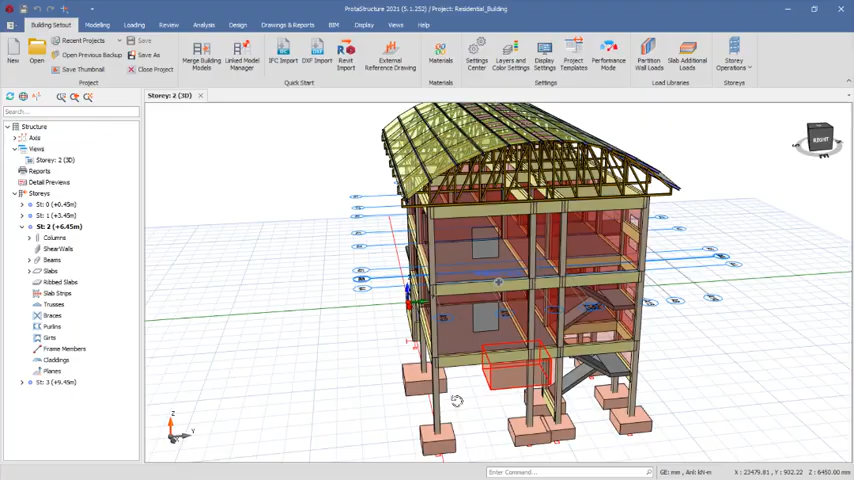 ProtaStructure 2021 (5.1.252) / Project: Residential_Building
Building Setout Modelling Loading Review Analysis Design Drawings & Reports BIM Display Views Help
New
Open
Recent Projects
Open Previous Backup
Save Thumbnail
Save
Save As
Close Project
Merge Building Models
Linked Model Manager
IFC Import
DXF Import
Revit Import
External Reference Drawing
Materials
Settings Center
Layers and Color Settings
Display Settings
Project Templates
Performance Mode
Partition Wall Loads
Slab Additional Loads
Storey Operations
Project Quick Start Materials Settings Load Libraries Storeys
Search...
Storey: 2 (3D)
Structure
Axis
Views
Storey: 2 (3D)
Reports
Detail Previews
Storeys
St: 0 (+0.45m)
St: 1 (+3.45m)
St: 2 (+6.45m)
Columns
ShearWalls
Beams
Slabs
Ribbed Slabs
Slab Strips
Trusses
Braces
Purlins
Girts
Frame Members
Claddings
Planes
St: 3 (+9.45m)
RIGHT
Z
Y
Enter Command...
GE: mm; Anl: kN-m
X : 23479.81
Y : 902.22
Z : 6450.00 mm